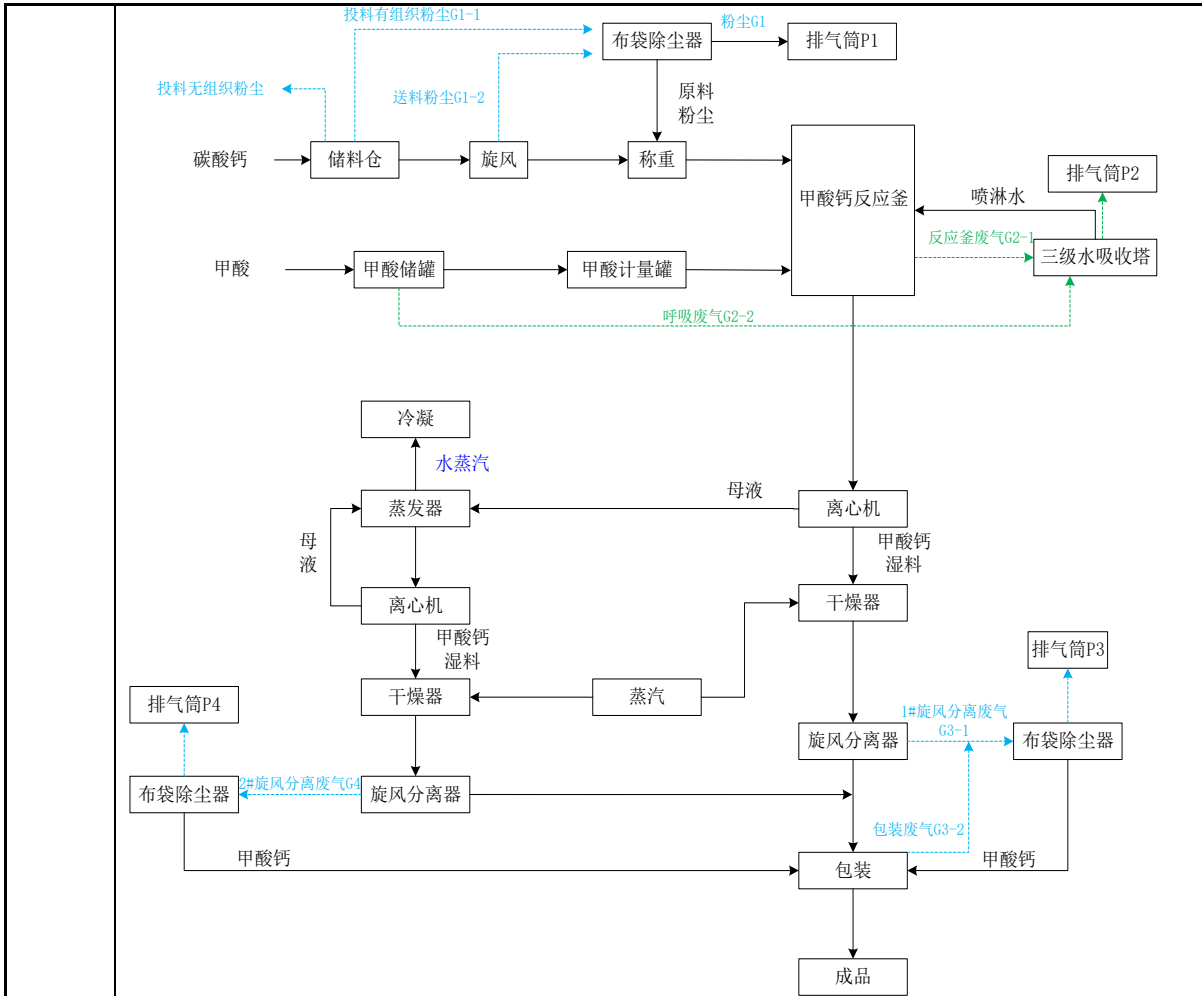 投料有组织粉尘G1-1
粉尘G1
布袋除尘器
排气筒P1
投料无组织粉尘
送料粉尘G1-2
原料
粉尘
碳酸钙
储料仓
旋风
称重
甲酸钙反应釜
排气筒P2
喷淋水
反应釜废气G2-1
三级水吸收塔
甲酸
甲酸储罐
甲酸计量罐
呼吸废气G2-2
冷凝
水蒸汽
蒸发器
母液
离心机
母
液
甲酸钙
湿料
离心机
干燥器
甲酸钙
湿料
排气筒P3
干燥器
蒸汽
排气筒P4
1#旋风分离废气
G3-1
旋风分离器
布袋除尘器
布袋除尘器
2#旋风分离废气G4
旋风分离器
包装废气G3-2
甲酸钙
包装
甲酸钙
成品